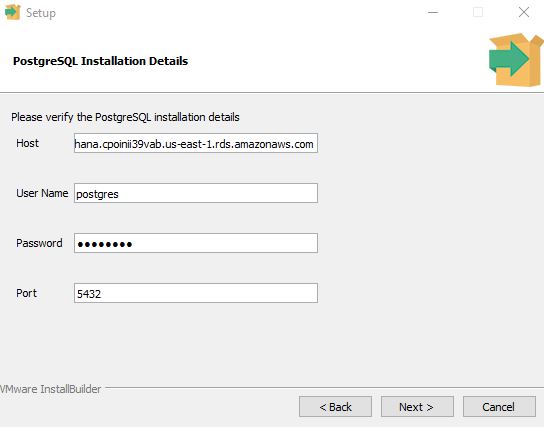 Setup
PostgreSQL Installation Details
Please verify the PostgreSQL installation details
Host hana.cpoinii39vab.us-east-1.rds.amazonaws.com
User Name postgres
Password ●●●●●●●●
Port 5432
VMware InstallBuilder
< Back Next > Cancel